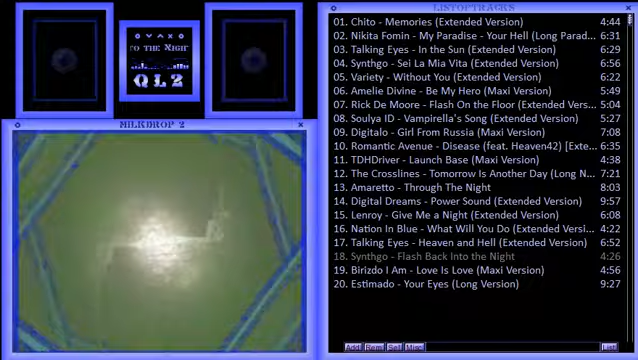 TO THE NIGHT
QL2
MILKDROP 2
LISTOFTRACKS
01. Chito - Memories (Extended Version) 4:44
02. Nikita Fomin - My Paradise - Your Hell (Long Parad... 6:31
03. Talking Eyes - In the Sun (Extended Version) 6:29
04. Synthgo - Sei La Mia Vita (Extended Version) 6:56
05. Variety - Without You (Extended Version) 6:22
06. Amelie Divine - Be My Hero (Maxi Version) 5:49
07. Rick De Moore - Flash On the Floor (Extended Vers... 5:04
08. Soulya ID - Vampirella's Song (Extended Version) 5:27
09. Digitalo - Girl From Russia (Maxi Version) 7:08
10. Romantic Avenue - Disease (feat. Heaven42) [Exte... 6:35
11. TDHDriver - Launch Base (Maxi Version) 4:38
12. The Crosslines - Tomorrow Is Another Day (Long N... 7:21
13. Amaretto - Through The Night 8:03
14. Digital Dreams - Power Sound (Extended Version) 9:57
15. Lenroy - Give Me a Night (Extended Version) 6:08
16. Nation In Blue - What Will You Do (Extended Versi... 4:22
17. Talking Eyes - Heaven and Hell (Extended Version) 6:52
18. Synthgo - Flash Back Into the Night 4:26
19. Birizdo I Am - Love Is Love (Maxi Version) 4:56
20. Estimado - Your Eyes (Long Version) 9:27
Add Rem Sel Misc List